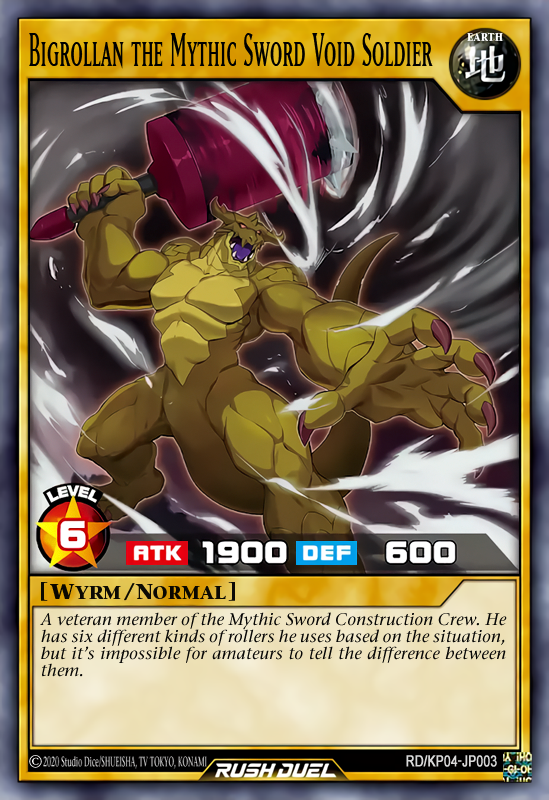 BIGROLLAN THE MYTHIC SWORD VOID SOLDIER
EARTH
地
LEVEL
6
ATK 1900 DEF 600
[WYRM/NORMAL]
A veteran member of the Mythic Sword Construction Crew. He
has six different kinds of rollers he uses based on the situation,
but it's impossible for amateurs to tell the difference between
them.
©2020 Studio Dice/SHUEISHA, TV TOKYO, KONAMI
RUSH DUEL
RD/KP04-JP003